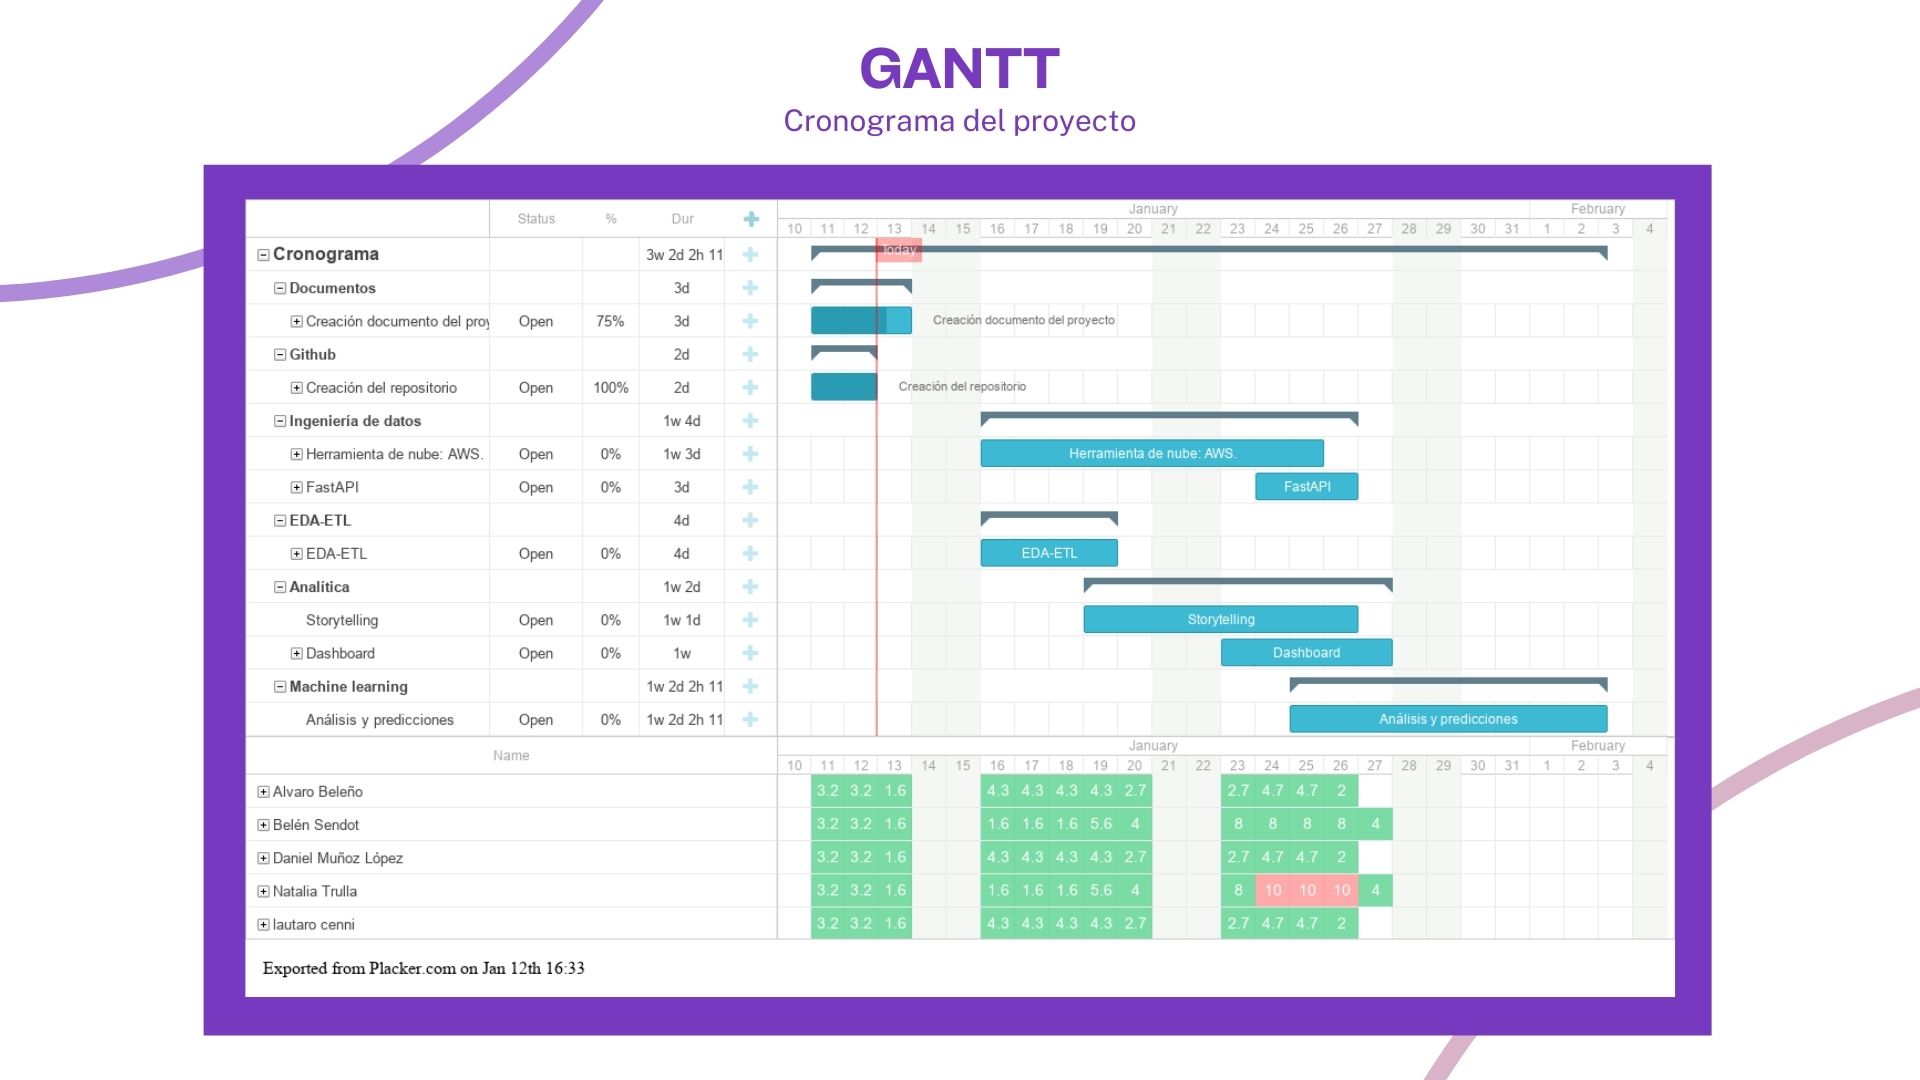 GANTT
Cronograma del proyecto
Status % Dur January February
10 11 12 13 14 15 16 17 18 19 20 21 22 23 24 25 26 27 28 29 30 31 1 2 3 4
Cronograma 3w 2d 2h 11 Today
Documentos 3d
Creación documento del proy Open 75% 3d Creación documento del proyecto
Github 2d
Creación del repositorio Open 100% 2d Creación del repositorio
Ingeniería de datos 1w 4d
Herramienta de nube: AWS. Open 0% 1w 3d Herramienta de nube: AWS.
FastAPI Open 0% 3d FastAPI
EDA-ETL 4d
EDA-ETL Open 0% 4d EDA-ETL
Analítica 1w 2d
Storytelling Open 0% 1w 1d Storytelling
Dashboard Open 0% 1w Dashboard
Machine learning 1w 2d 2h 11
Análisis y predicciones Open 0% 1w 2d 2h 11 Análisis y predicciones
Name January February
10 11 12 13 14 15 16 17 18 19 20 21 22 23 24 25 26 27 28 29 30 31 1 2 3 4
Alvaro Beleño 3.2 3.2 1.6 4.3 4.3 4.3 4.3 2.7 2.7 4.7 4.7 2
Belén Sendot 3.2 3.2 1.6 1.6 1.6 1.6 5.6 4 8 8 8 8 4
Daniel Muñoz López 3.2 3.2 1.6 4.3 4.3 4.3 4.3 2.7 2.7 4.7 4.7 2
Natalia Trulla 3.2 3.2 1.6 1.6 1.6 1.6 5.6 4 8 10 10 10 4
lautaro cenni 3.2 3.2 1.6 4.3 4.3 4.3 4.3 2.7 2.7 4.7 4.7 2
Exported from Placker.com on Jan 12th 16:33